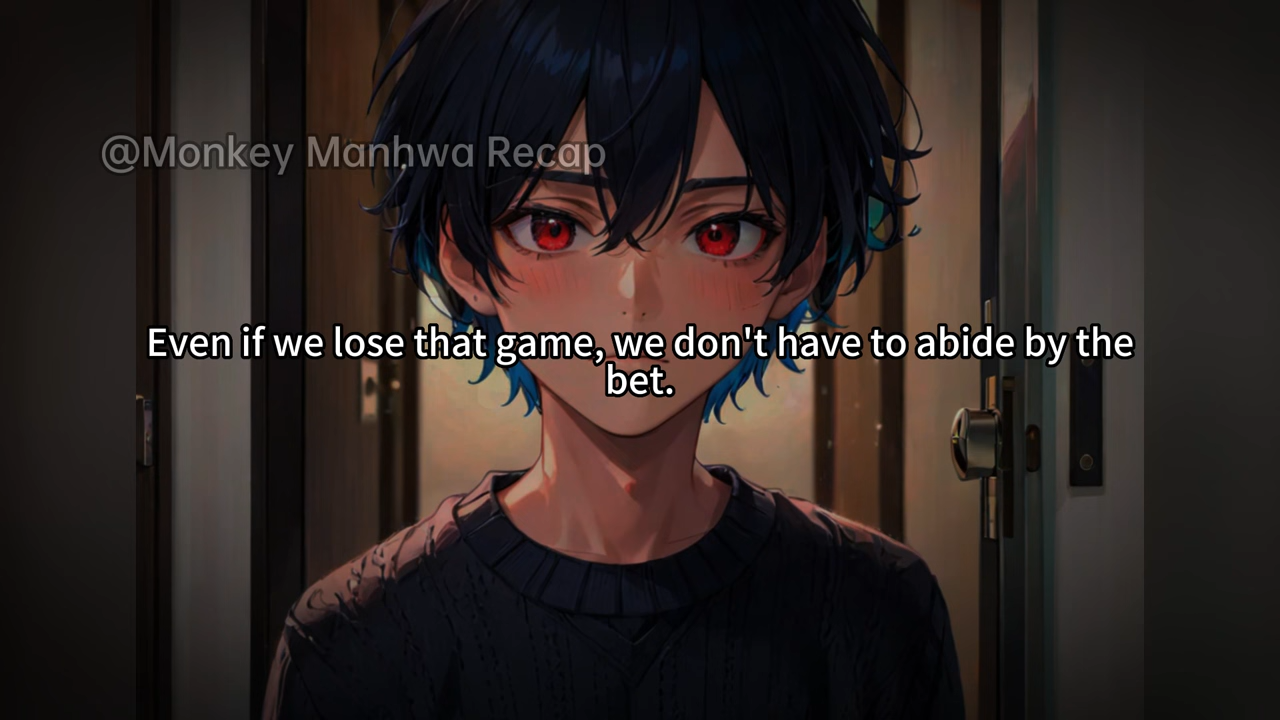 @Monkey Manhwa Recap
Even if we lose that game, we don't have to abide by the
bet.